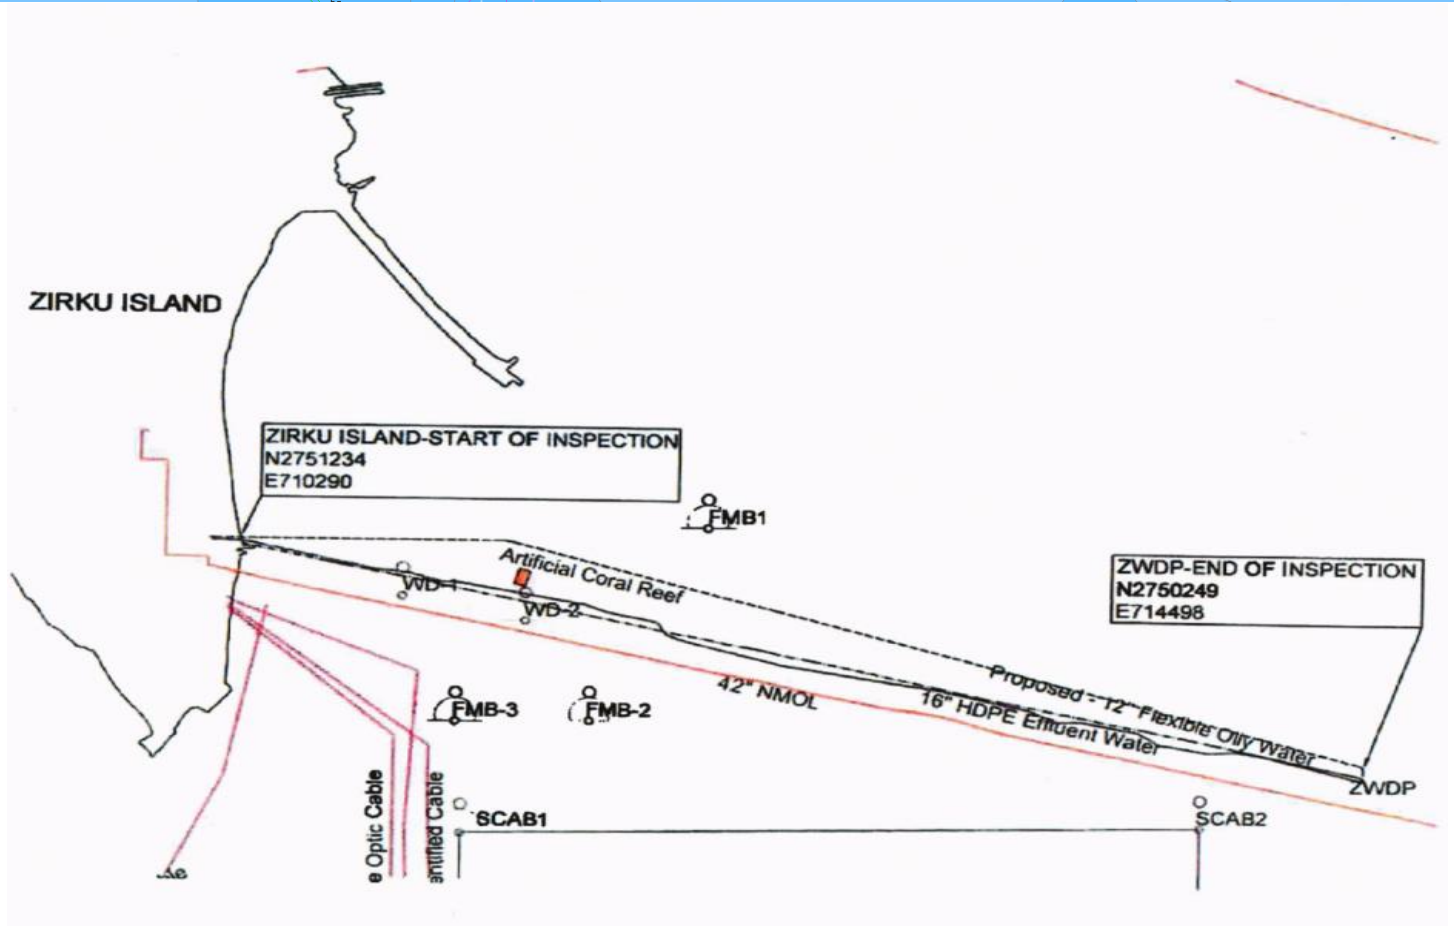 ZIRKU ISLAND
ZIRKU ISLAND-START OF INSPECTION
N2751234
E710290
FMB1
Artificial Coral Reef
WD-1
WD-2
ZWDP-END OF INSPECTION
N2750249
E714498
Proposed - 12" Flexible Oily Water
16" HDPE Effluent Water
42" NMOL
FMB-3
FMB-2
ZWDP
SCAB1
SCAB2
e Optic Cable
entified Cable